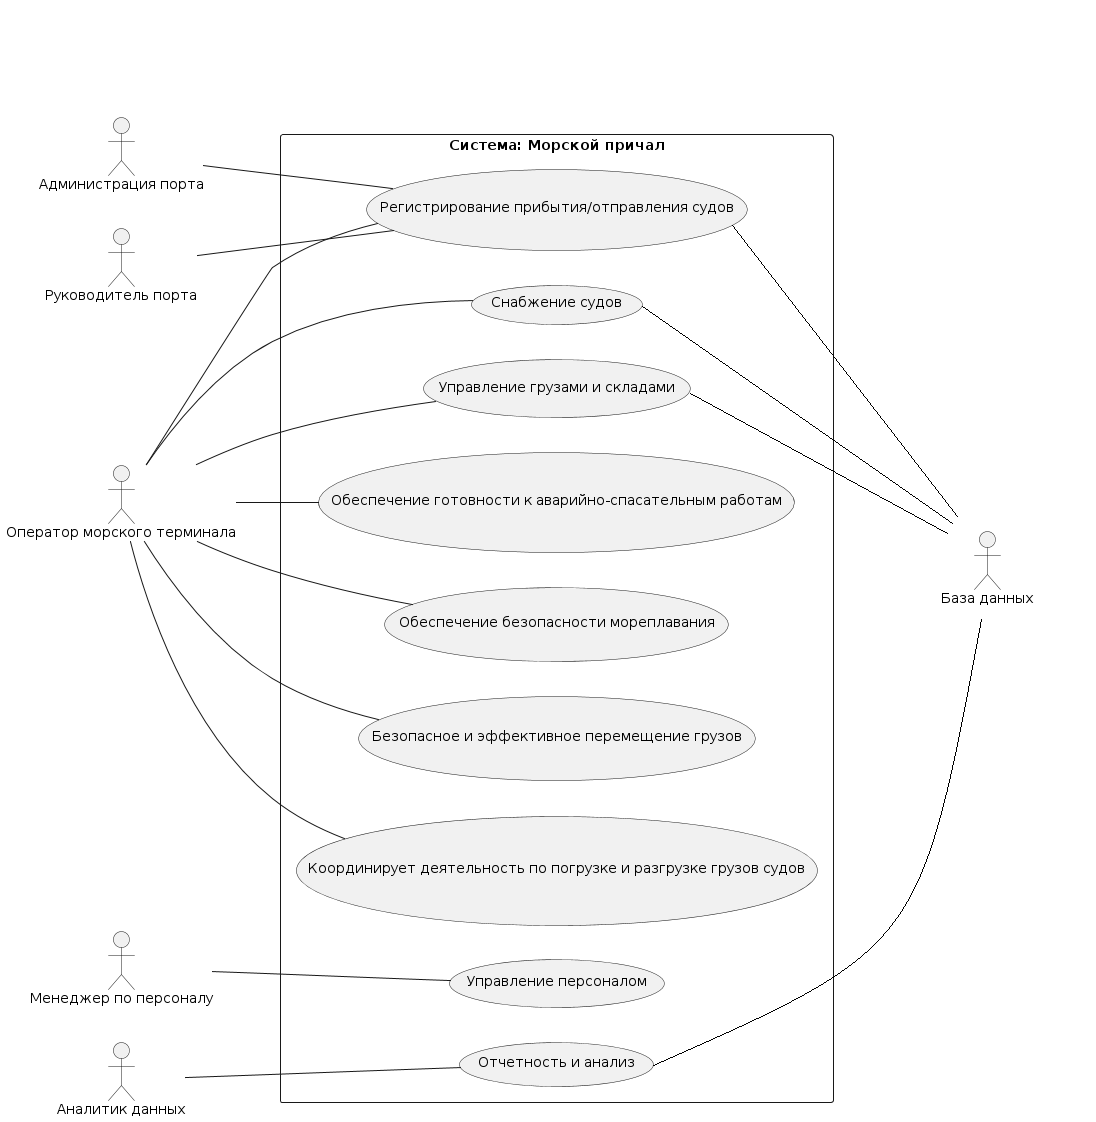 Система: Морской причал
Администрация порта
Регистрирование прибытия/отправления судов
Руководитель порта
Снабжение судов
Управление грузами и складами
Обеспечение готовности к аварийно-спасательным работам
Оператор морского терминала
База данных
Обеспечение безопасности мореплавания
Безопасное и эффективное перемещение грузов
Координирует деятельность по погрузке и разгрузке грузов судов
Управление персоналом
Менеджер по персоналу
Отчетность и анализ
Аналитик данных